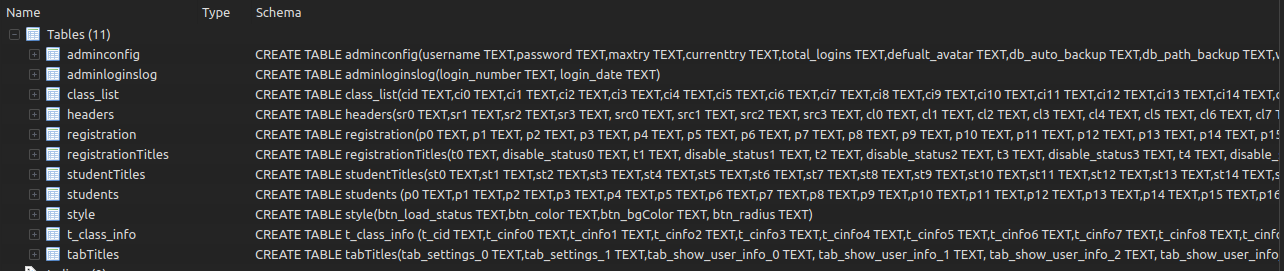 Name Type Schema
Tables (11)
adminconfig CREATE TABLE adminconfig(username TEXT,password TEXT,maxtry TEXT,currenttry TEXT,total_logins TEXT,defualt_avatar TEXT,db_auto_backup TEXT,db_path_backup TEXT,
adminloginslog CREATE TABLE adminloginslog(login_number TEXT, login_date TEXT)
class_list CREATE TABLE class_list(cid TEXT,ci0 TEXT,ci1 TEXT,ci2 TEXT,ci3 TEXT,ci4 TEXT,ci5 TEXT,ci6 TEXT,ci7 TEXT,ci8 TEXT,ci9 TEXT,ci10 TEXT,ci11 TEXT,ci12 TEXT,ci13 TEXT,ci14 TEXT,
headers CREATE TABLE headers(sr0 TEXT,sr1 TEXT,sr2 TEXT,sr3 TEXT, src0 TEXT, src1 TEXT, src2 TEXT, src3 TEXT, cl0 TEXT, cl1 TEXT, cl2 TEXT, cl3 TEXT, cl4 TEXT, cl5 TEXT, cl6 TEXT, cl7
registration CREATE TABLE registration(p0 TEXT, p1 TEXT, p2 TEXT, p3 TEXT, p4 TEXT, p5 TEXT, p6 TEXT, p7 TEXT, p8 TEXT, p9 TEXT, p10 TEXT, p11 TEXT, p12 TEXT, p13 TEXT, p14 TEXT, p15
registrationTitles CREATE TABLE registrationTitles(t0 TEXT, disable_status0 TEXT, t1 TEXT, disable_status1 TEXT, t2 TEXT, disable_status2 TEXT, t3 TEXT, disable_status3 TEXT, t4 TEXT, disable_
studentTitles CREATE TABLE studentTitles(st0 TEXT,st1 TEXT,st2 TEXT,st3 TEXT,st4 TEXT,st5 TEXT,st6 TEXT,st7 TEXT,st8 TEXT,st9 TEXT,st10 TEXT,st11 TEXT,st12 TEXT,st13 TEXT,st14 TEXT,
students CREATE TABLE students (p0 TEXT,p1 TEXT,p2 TEXT,p3 TEXT,p4 TEXT,p5 TEXT,p6 TEXT,p7 TEXT,p8 TEXT,p9 TEXT,p10 TEXT,p11 TEXT,p12 TEXT,p13 TEXT,p14 TEXT,p15 TEXT,p16
style CREATE TABLE style(btn_load_status TEXT,btn_color TEXT,btn_bgColor TEXT, btn_radius TEXT)
t_class_info CREATE TABLE t_class_info (t_cid TEXT,t_cinfo0 TEXT,t_cinfo1 TEXT,t_cinfo2 TEXT,t_cinfo3 TEXT,t_cinfo4 TEXT,t_cinfo5 TEXT,t_cinfo6 TEXT,t_cinfo7 TEXT,t_cinfo8 TEXT,t_cinfo
tabTitles CREATE TABLE tabTitles(tab_settings_0 TEXT,tab_settings_1 TEXT,tab_show_user_info_0 TEXT, tab_show_user_info_1 TEXT, tab_show_user_info_2 TEXT, tab_show_user_info